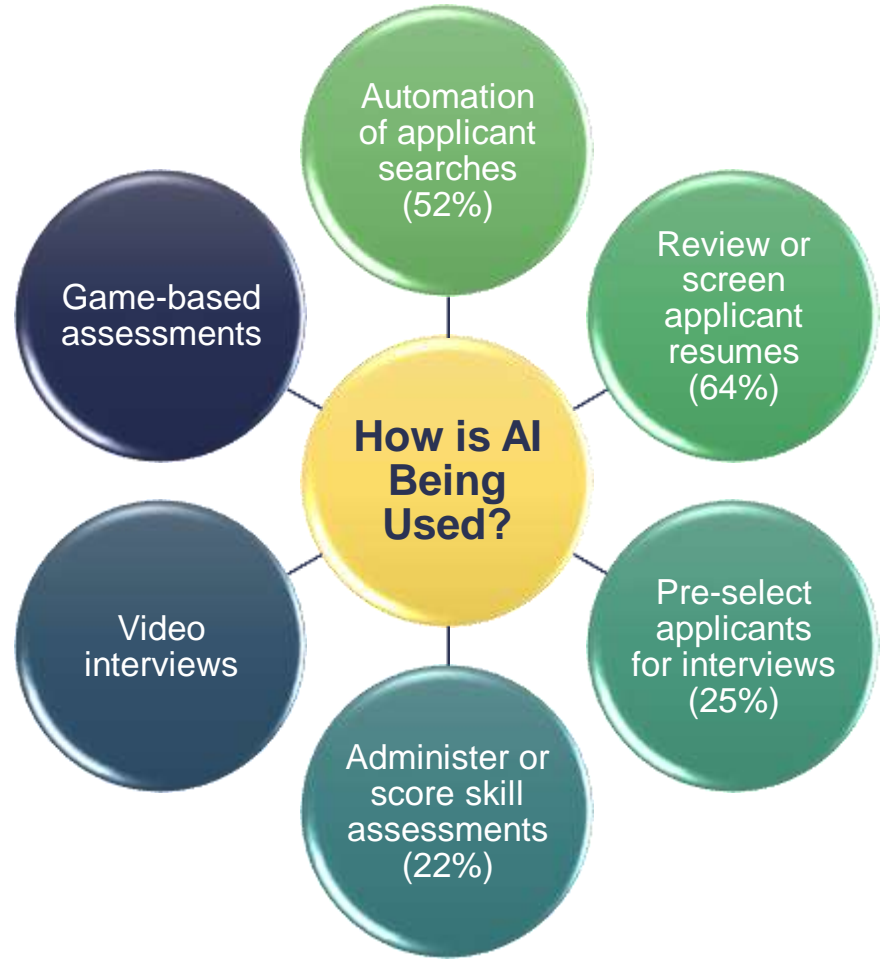 How is AI
Being
Used?
Automation
of applicant
searches
(52%)
Review or
screen
applicant
resumes
(64%)
Pre-select
applicants
for interviews
(25%)
Administer or
score skill
assessments
(22%)
Video
interviews
Game-based
assessments